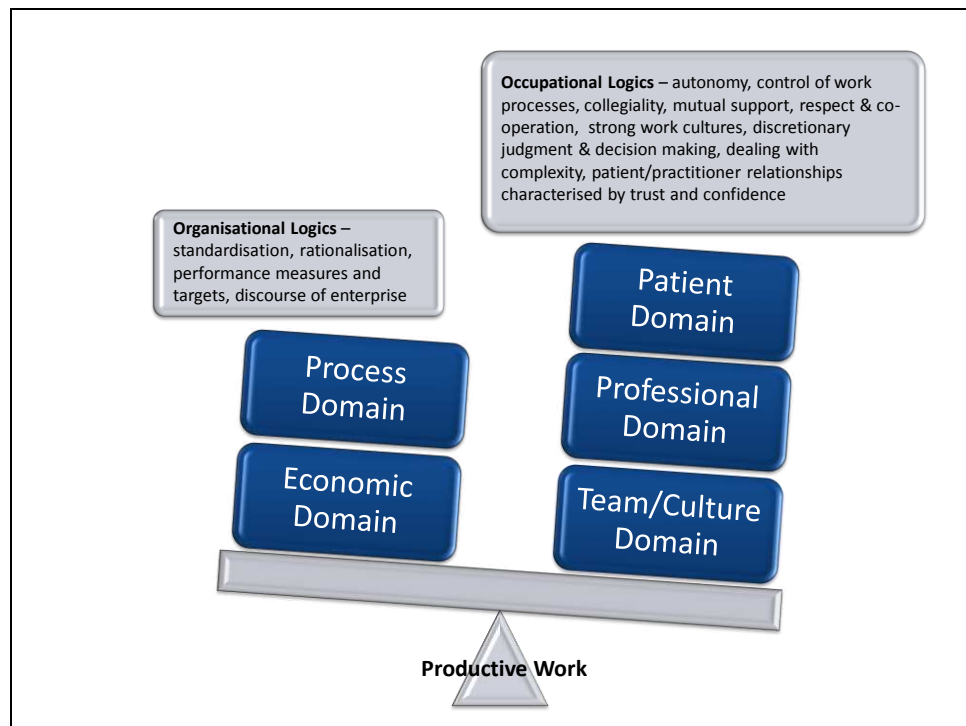 Occupational Logics – autonomy, control of work
processes, collegiality, mutual support, respect & co-
operation, strong work cultures, discretionary
judgment & decision making, dealing with
complexity, patient/practitioner relationships
characterised by trust and confidence
Organisational Logics –
standardisation, rationalisation,
performance measures and
targets, discourse of enterprise
Patient
Domain
Process
Domain
Professional
Domain
Economic
Domain
Team/Culture
Domain
Productive Work